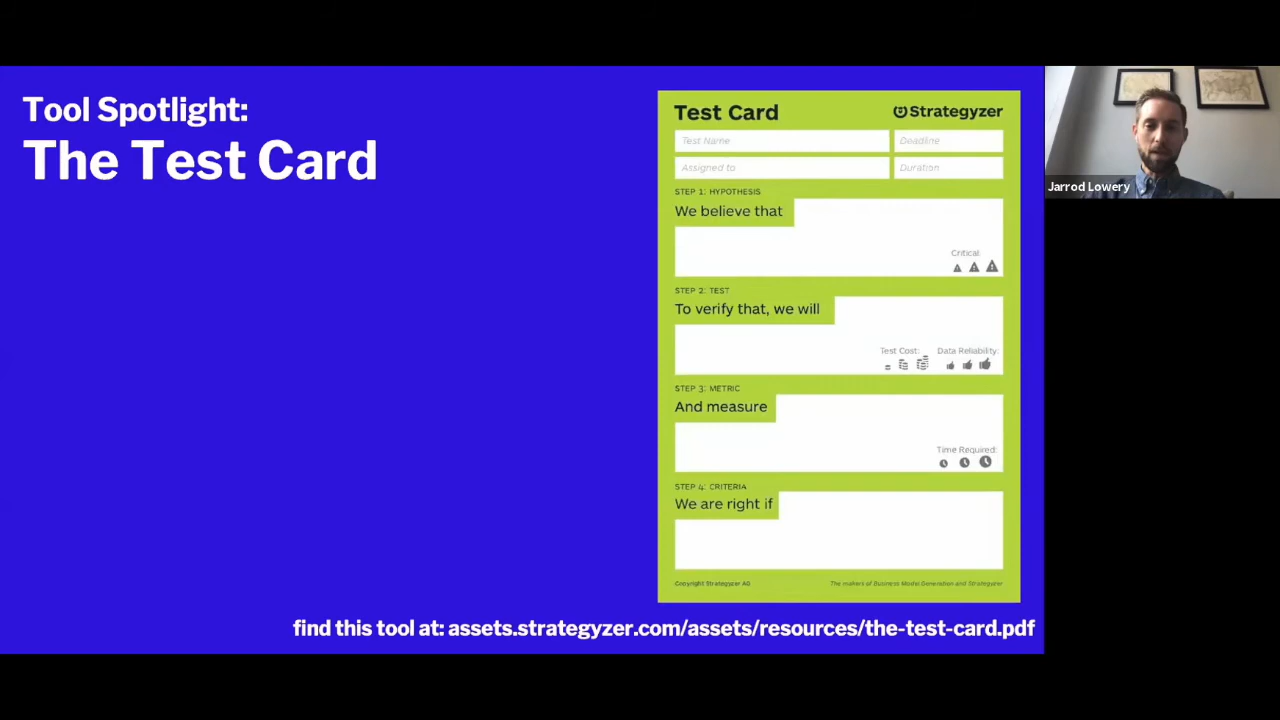 Tool Spotlight:
The Test Card
Test Card
Strategyzer
Test Name
Deadline
Assigned to
Duration
STEP 1: HYPOTHESIS
We believe that
Critical:
STEP 2: TEST
To verify that, we will
Test Cost:
Data Reliability:
STEP 3: METRIC
And measure
Time Required:
STEP 4: CRITERIA
We are right if
Copyright Strategyzer AG
The makers of Business Model Generation and Strategyzer
find this tool at: assets.strategyzer.com/assets/resources/the-test-card.pdf
Jarrod Lowery